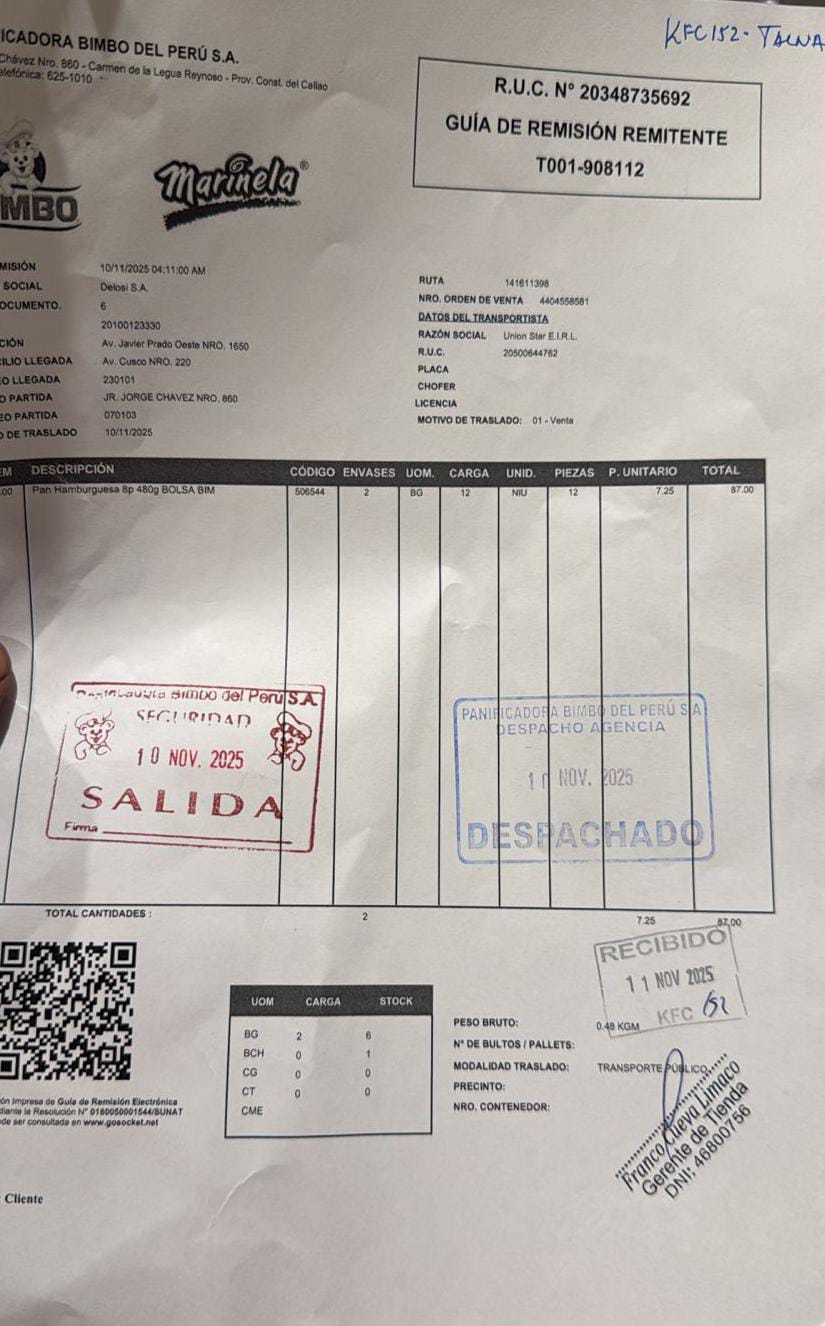 KFC 152 - TACNA
ICADORA BIMBO DEL PERÚ S.A.
Chávez Nro. 860 - Carmen de la Legua Reynoso - Prov. Const. del Callao
elefónica: 625-1010
R.U.C. N° 20348735692
GUÍA DE REMISIÓN REMITENTE
T001-908112
MBO
Marinela®
MISIÓN 10/11/2025 04:11:00 AM
SOCIAL Delosi S.A.
OCUMENTO. 6
20100123330
CIÓN Av. Javier Prado Oeste NRO. 1650
ILIO LLEGADA Av. Cusco NRO. 220
O LLEGADA 230101
O PARTIDA JR. JORGE CHAVEZ NRO. 860
EO PARTIDA 070103
O DE TRASLADO 10/11/2025
RUTA 141611398
NRO. ORDEN DE VENTA 4404558581
DATOS DEL TRANSPORTISTA
RAZÓN SOCIAL Union Star E.I.R.L.
R.U.C. 20500644762
PLACA
CHOFER
LICENCIA
MOTIVO DE TRASLADO: 01 - Venta
EM DESCRIPCIÓN CÓDIGO ENVASES UOM. CARGA UNID. PIEZAS P. UNITARIO TOTAL
.00 Pan Hamburguesa 8p 480g BOLSA BIM 506544 2 BG 12 NIU 12 7.25 87.00
Panificadora Bimbo del Perú S.A.
SEGURIDAD
10 NOV. 2025
SALIDA
Firma
PANIFICADORA BIMBO DEL PERÚ S.A
DESPACHO AGENCIA
10 NOV. 2025
DESPACHADO
TOTAL CANTIDADES : 2 7.25 87.00
RECIBIDO
11 NOV 2025
KFC 152
UOM CARGA STOCK
BG 2 6
BCH 0 1
CG 0 0
CT 0 0
CME
PESO BRUTO: 0.48 KGM
N° DE BULTOS / PALLETS:
MODALIDAD TRASLADO: TRANSPORTE PÚBLICO
PRECINTO:
NRO. CONTENEDOR:
Franco Cueva Limaco
Gerente de Tienda
DNI: 46800756
ón Impresa de Guía de Remisión Electrónica
diante la Resolución N° 0180050001544/SUNAT
de ser consultada en www.gosocket.net
: Cliente